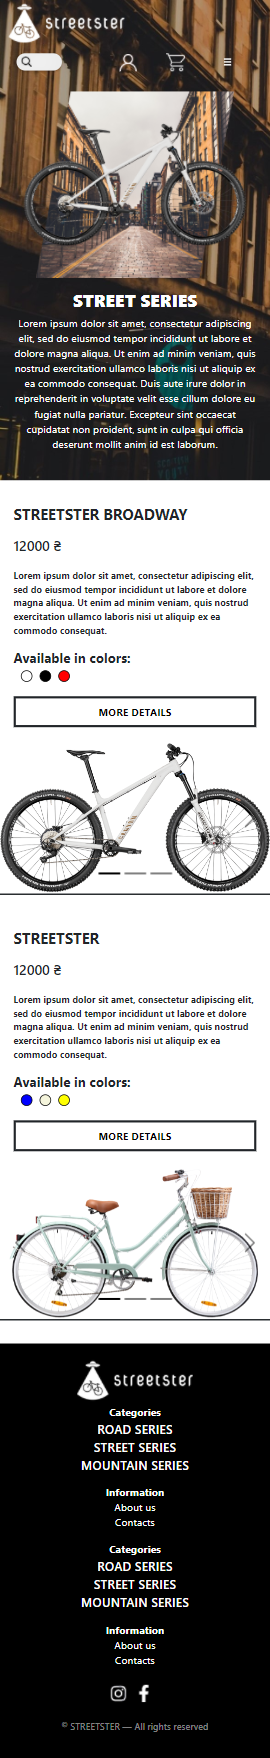 streetster
STREET SERIES
Lorem ipsum dolor sit amet, consectetur adipiscing
elit, sed do eiusmod tempor incididunt ut labore et
dolore magna aliqua. Ut enim ad minim veniam, quis
nostrud exercitation ullamco laboris nisi ut aliquip ex
ea commodo consequat. Duis aute irure dolor in
reprehenderit in voluptate velit esse cillum dolore eu
fugiat nulla pariatur. Excepteur sint occaecat
cupidatat non proident, sunt in culpa qui officia
deserunt mollit anim id est laborum.
STREETSTER BROADWAY
12000 ₴
Lorem ipsum dolor sit amet, consectetur adipiscing elit,
sed do eiusmod tempor incididunt ut labore et dolore
magna aliqua. Ut enim ad minim veniam, quis nostrud
exercitation ullamco laboris nisi ut aliquip ex ea
commodo consequat.
Available in colors:
MORE DETAILS
STREETSTER
12000 ₴
Lorem ipsum dolor sit amet, consectetur adipiscing elit,
sed do eiusmod tempor incididunt ut labore et dolore
magna aliqua. Ut enim ad minim veniam, quis nostrud
exercitation ullamco laboris nisi ut aliquip ex ea
commodo consequat.
Available in colors:
MORE DETAILS
streetster
Categories
ROAD SERIES
STREET SERIES
MOUNTAIN SERIES
Information
About us
Contacts
Categories
ROAD SERIES
STREET SERIES
MOUNTAIN SERIES
Information
About us
Contacts
© STREETSTER — All rights reserved